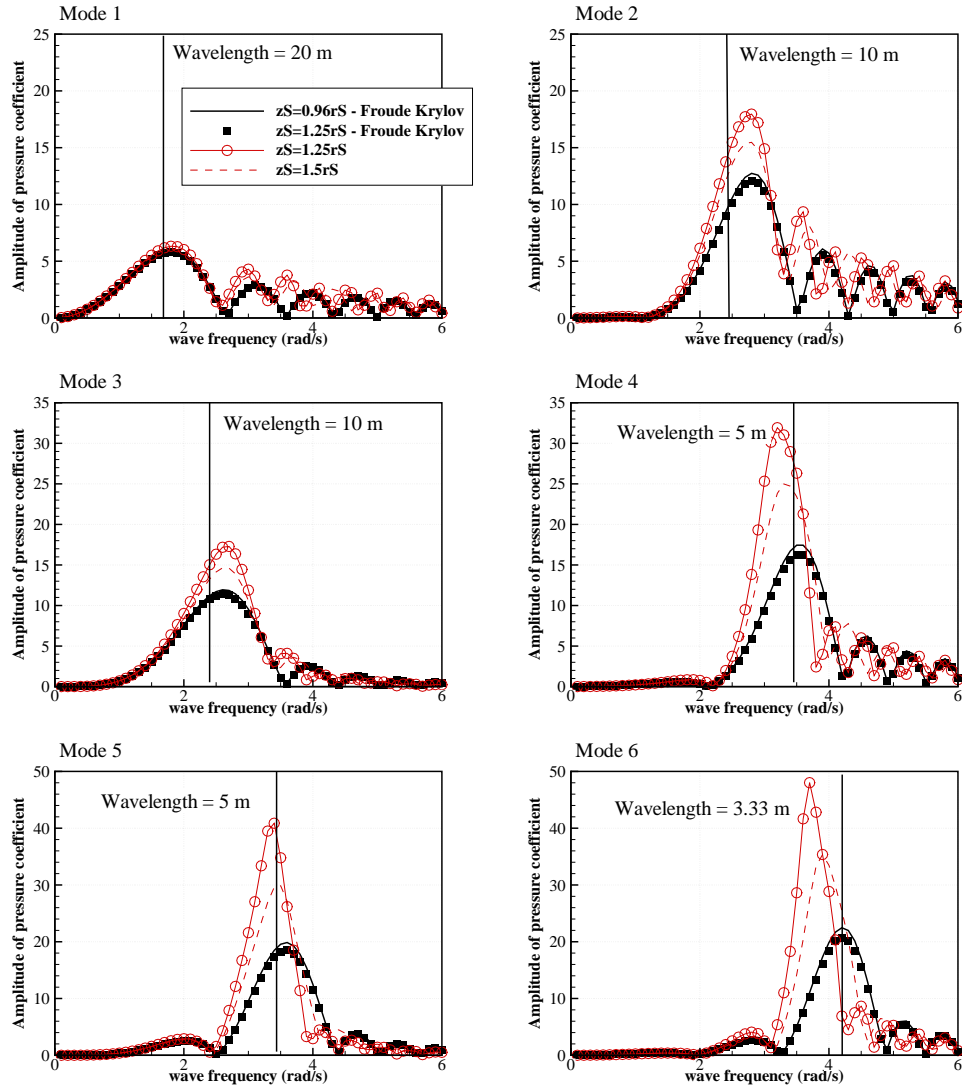 Mode 1
Amplitude of pressure coefficient
25
20
15
10
5
0
Wavelength = 20 m
zS=0.96rS - Froude Krylov
zS=1.25rS - Froude Krylov
zS=1.25rS
zS=1.5rS
0 2 4 6
wave frequency (rad/s)
Mode 2
Amplitude of pressure coefficient
25
20
15
10
5
0
Wavelength = 10 m
0 2 4 6
wave frequency (rad/s)
Mode 3
Amplitude of pressure coefficient
35
30
25
20
15
10
5
0
Wavelength = 10 m
0 2 4 6
wave frequency (rad/s)
Mode 4
Amplitude of pressure coefficient
35
30
25
20
15
10
5
0
Wavelength = 5 m
0 2 4 6
wave frequency (rad/s)
Mode 5
Amplitude of pressure coefficient
50
40
30
20
10
0
Wavelength = 5 m
0 2 4 6
wave frequency (rad/s)
Mode 6
Amplitude of pressure coefficient
50
40
30
20
10
0
Wavelength = 3.33 m
0 2 4 6
wave frequency (rad/s)